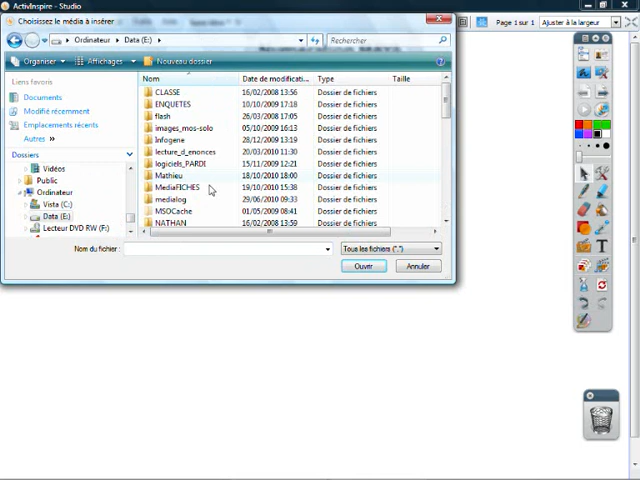 ActivInspire - Studio
Choisissez le média à insérer
Ordinateur ▸ Data (E:) ▸
Rechercher
Page 1 sur 1
Ajuster à la largeur
Organiser
Affichages
Nouveau dossier
Liens favoris
Documents
Modifié récemment
Emplacements récents
Autres »
Dossiers
Vidéos
Public
Ordinateur
Vista (C:)
Data (E:)
Lecteur DVD RW (F:)
Nom Date de modificati... Type Taille
CLASSE 16/02/2008 13:56 Dossier de fichiers
ENQUETES 10/10/2009 17:18 Dossier de fichiers
flash 26/03/2008 17:05 Dossier de fichiers
images_mos-solo 05/10/2009 16:13 Dossier de fichiers
Infogene 28/12/2009 13:19 Dossier de fichiers
lecture_d_enonces 20/03/2010 11:30 Dossier de fichiers
logiciels_PARDI 15/11/2009 12:21 Dossier de fichiers
Mathieu 18/10/2010 18:00 Dossier de fichiers
MediaFICHES 19/10/2010 15:38 Dossier de fichiers
medialog 29/06/2010 09:33 Dossier de fichiers
MSOCache 01/05/2009 08:41 Dossier de fichiers
NATHAN 16/02/2008 13:59 Dossier de fichiers
Nom du fichier :
Tous les fichiers (*.*)
Ouvrir
Annuler